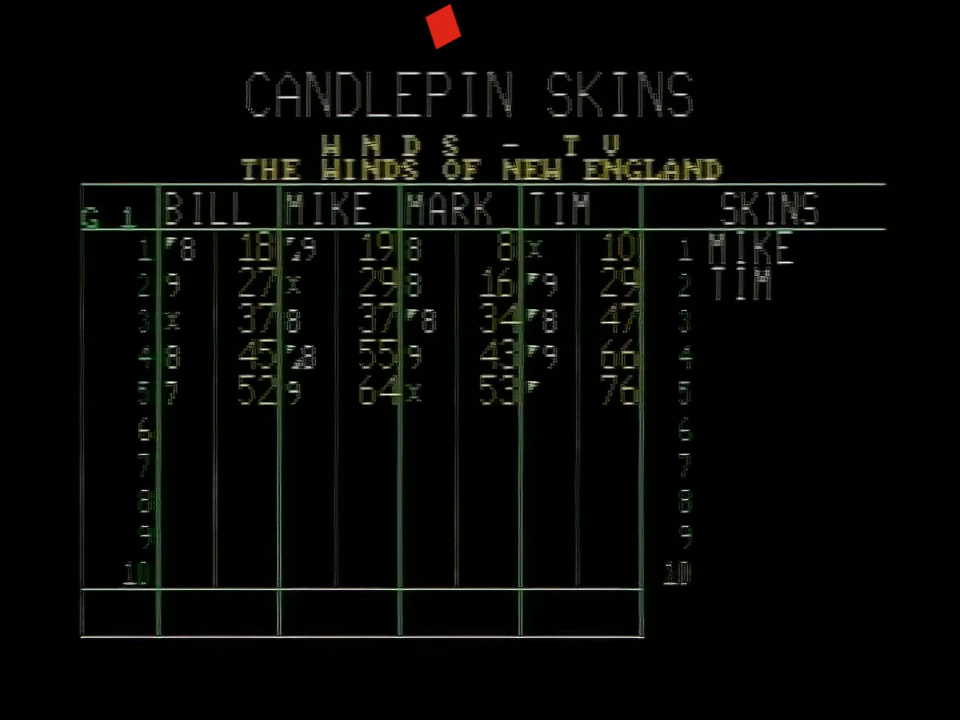 CANDLEPIN SKINS
W N D S - T V
THE WINDS OF NEW ENGLAND
G 1 BILL MIKE MARK TIM SKINS
1 8 18 9 19 8 8 X 10 1 MIKE
2 9 27 X 29 8 16 9 29 2 TIM
3 X 37 8 37 8 34 8 47 3
4 8 45 8 55 9 43 9 66 4
5 7 52 9 64 X 53 76 5
6 6
7 7
8 8
9 9
10 10